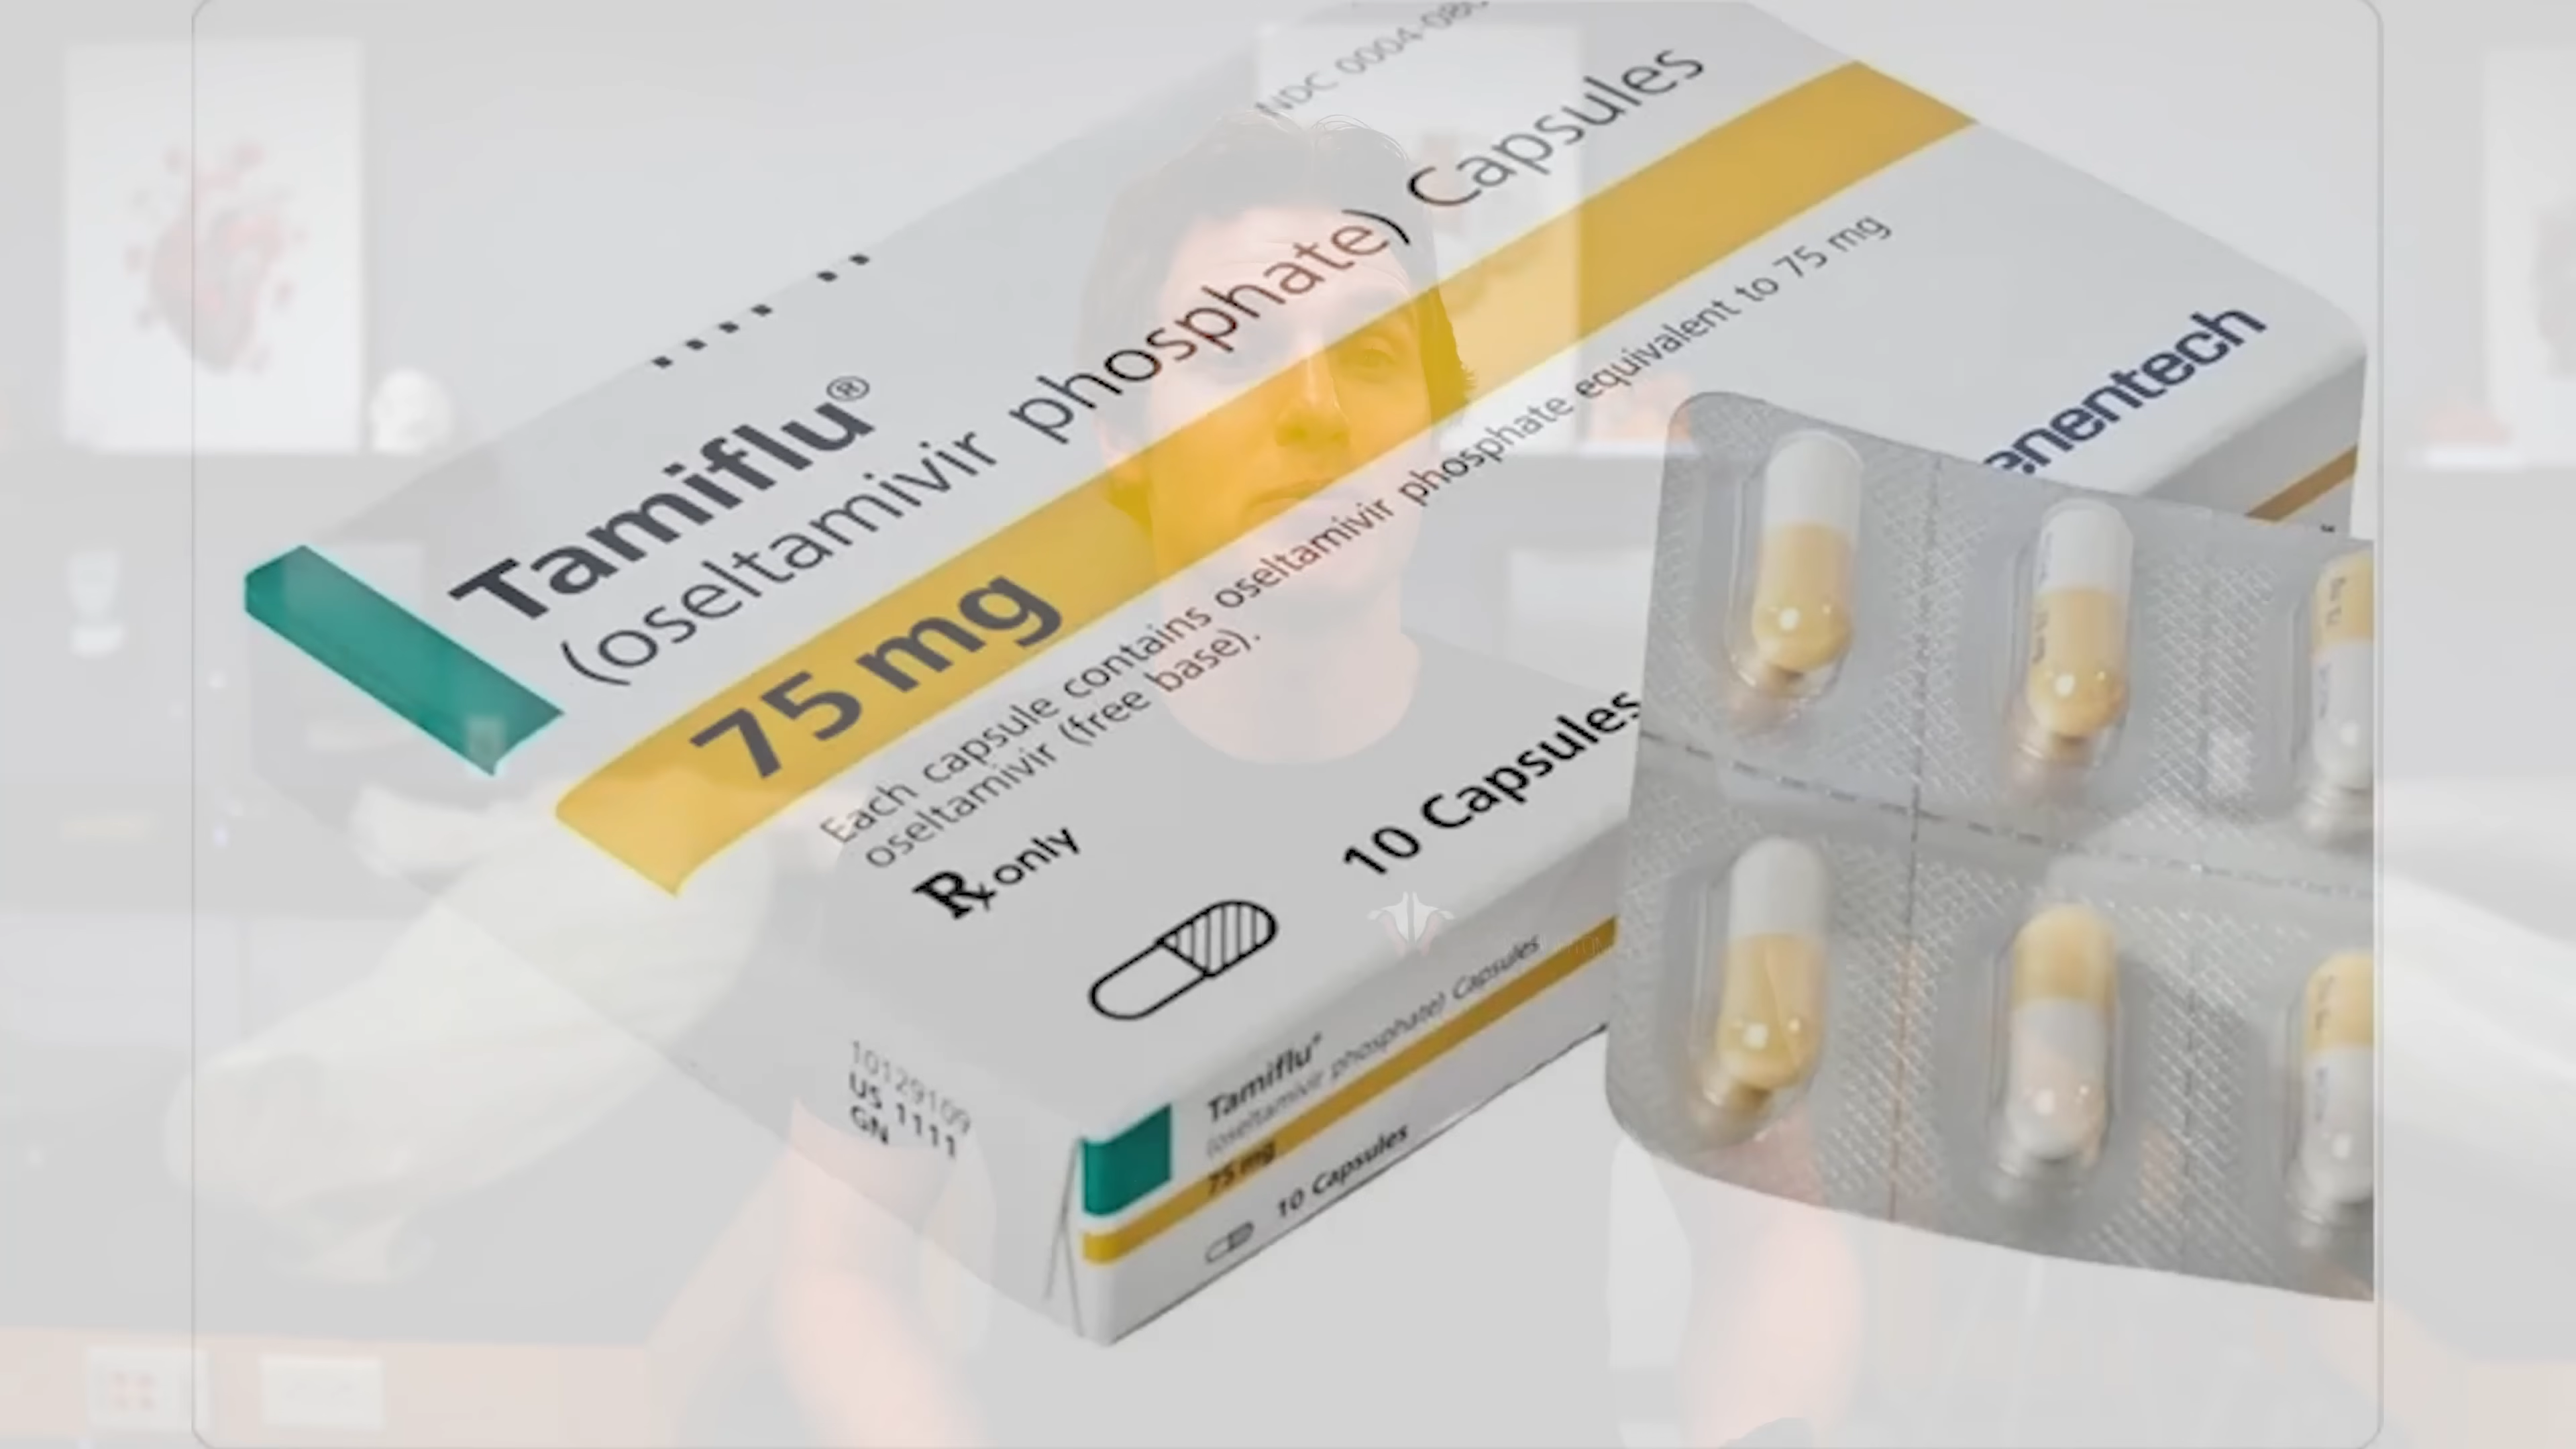 NDC 0004-080
Tamiflu®
(oseltamivir phosphate) Capsules
75 mg
Each capsule contains oseltamivir phosphate equivalent to 75 mg
oseltamivir (free base).
Rx only
10 Capsules
enentech
10129109
US 1111
GN
Tamiflu®
(oseltamivir phosphate) Capsules
75 mg
10 Capsules